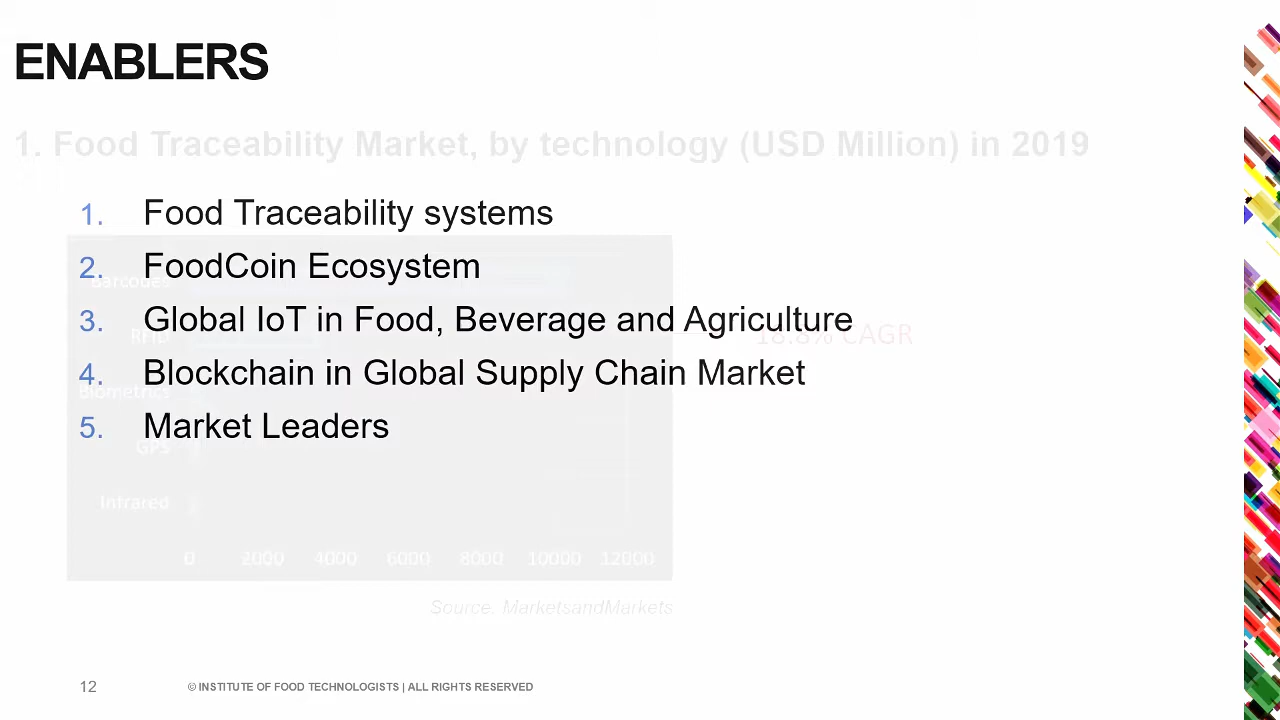 ENABLERS
1. Food Traceability Market, by technology (USD Million) in 2019
1. Food Traceability systems
2. FoodCoin Ecosystem
Barcodes
3. Global IoT in Food, Beverage and Agriculture
RFID
18.8% CAGR
4. Blockchain in Global Supply Chain Market
Biometrics
5. Market Leaders
GPS
Infrared
0 2000 4000 6000 8000 10000 12000
Source. MarketsandMarkets
12
© INSTITUTE OF FOOD TECHNOLOGISTS | ALL RIGHTS RESERVED